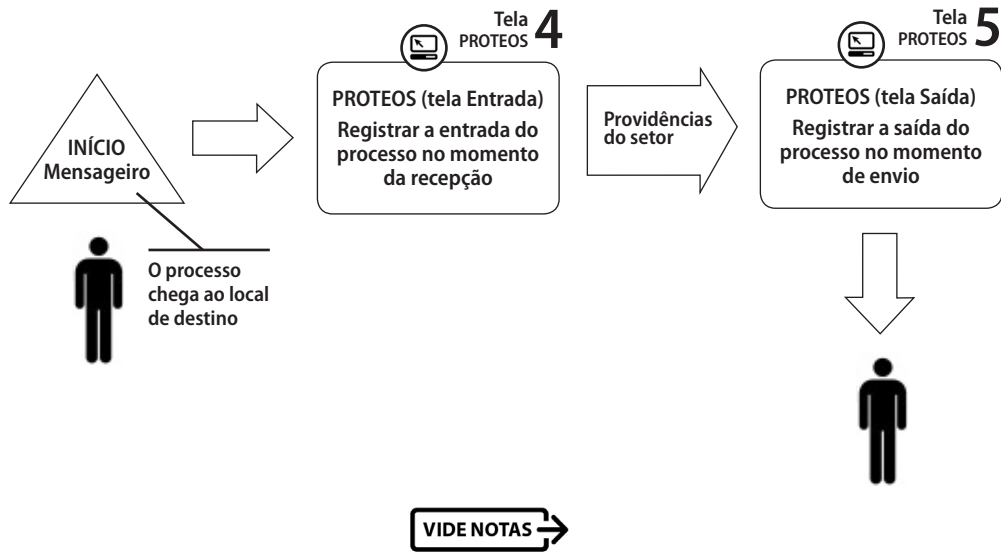 Tela
PROTEOS 4
PROTEOS (tela Entrada)
Registrar a entrada do
processo no momento
da recepção
INÍCIO
Mensageiro
O processo
chega ao local
de destino
Providências
do setor
Tela
PROTEOS 5
PROTEOS (tela Saída)
Registrar a saída do
processo no momento
de envio
VIDE NOTAS